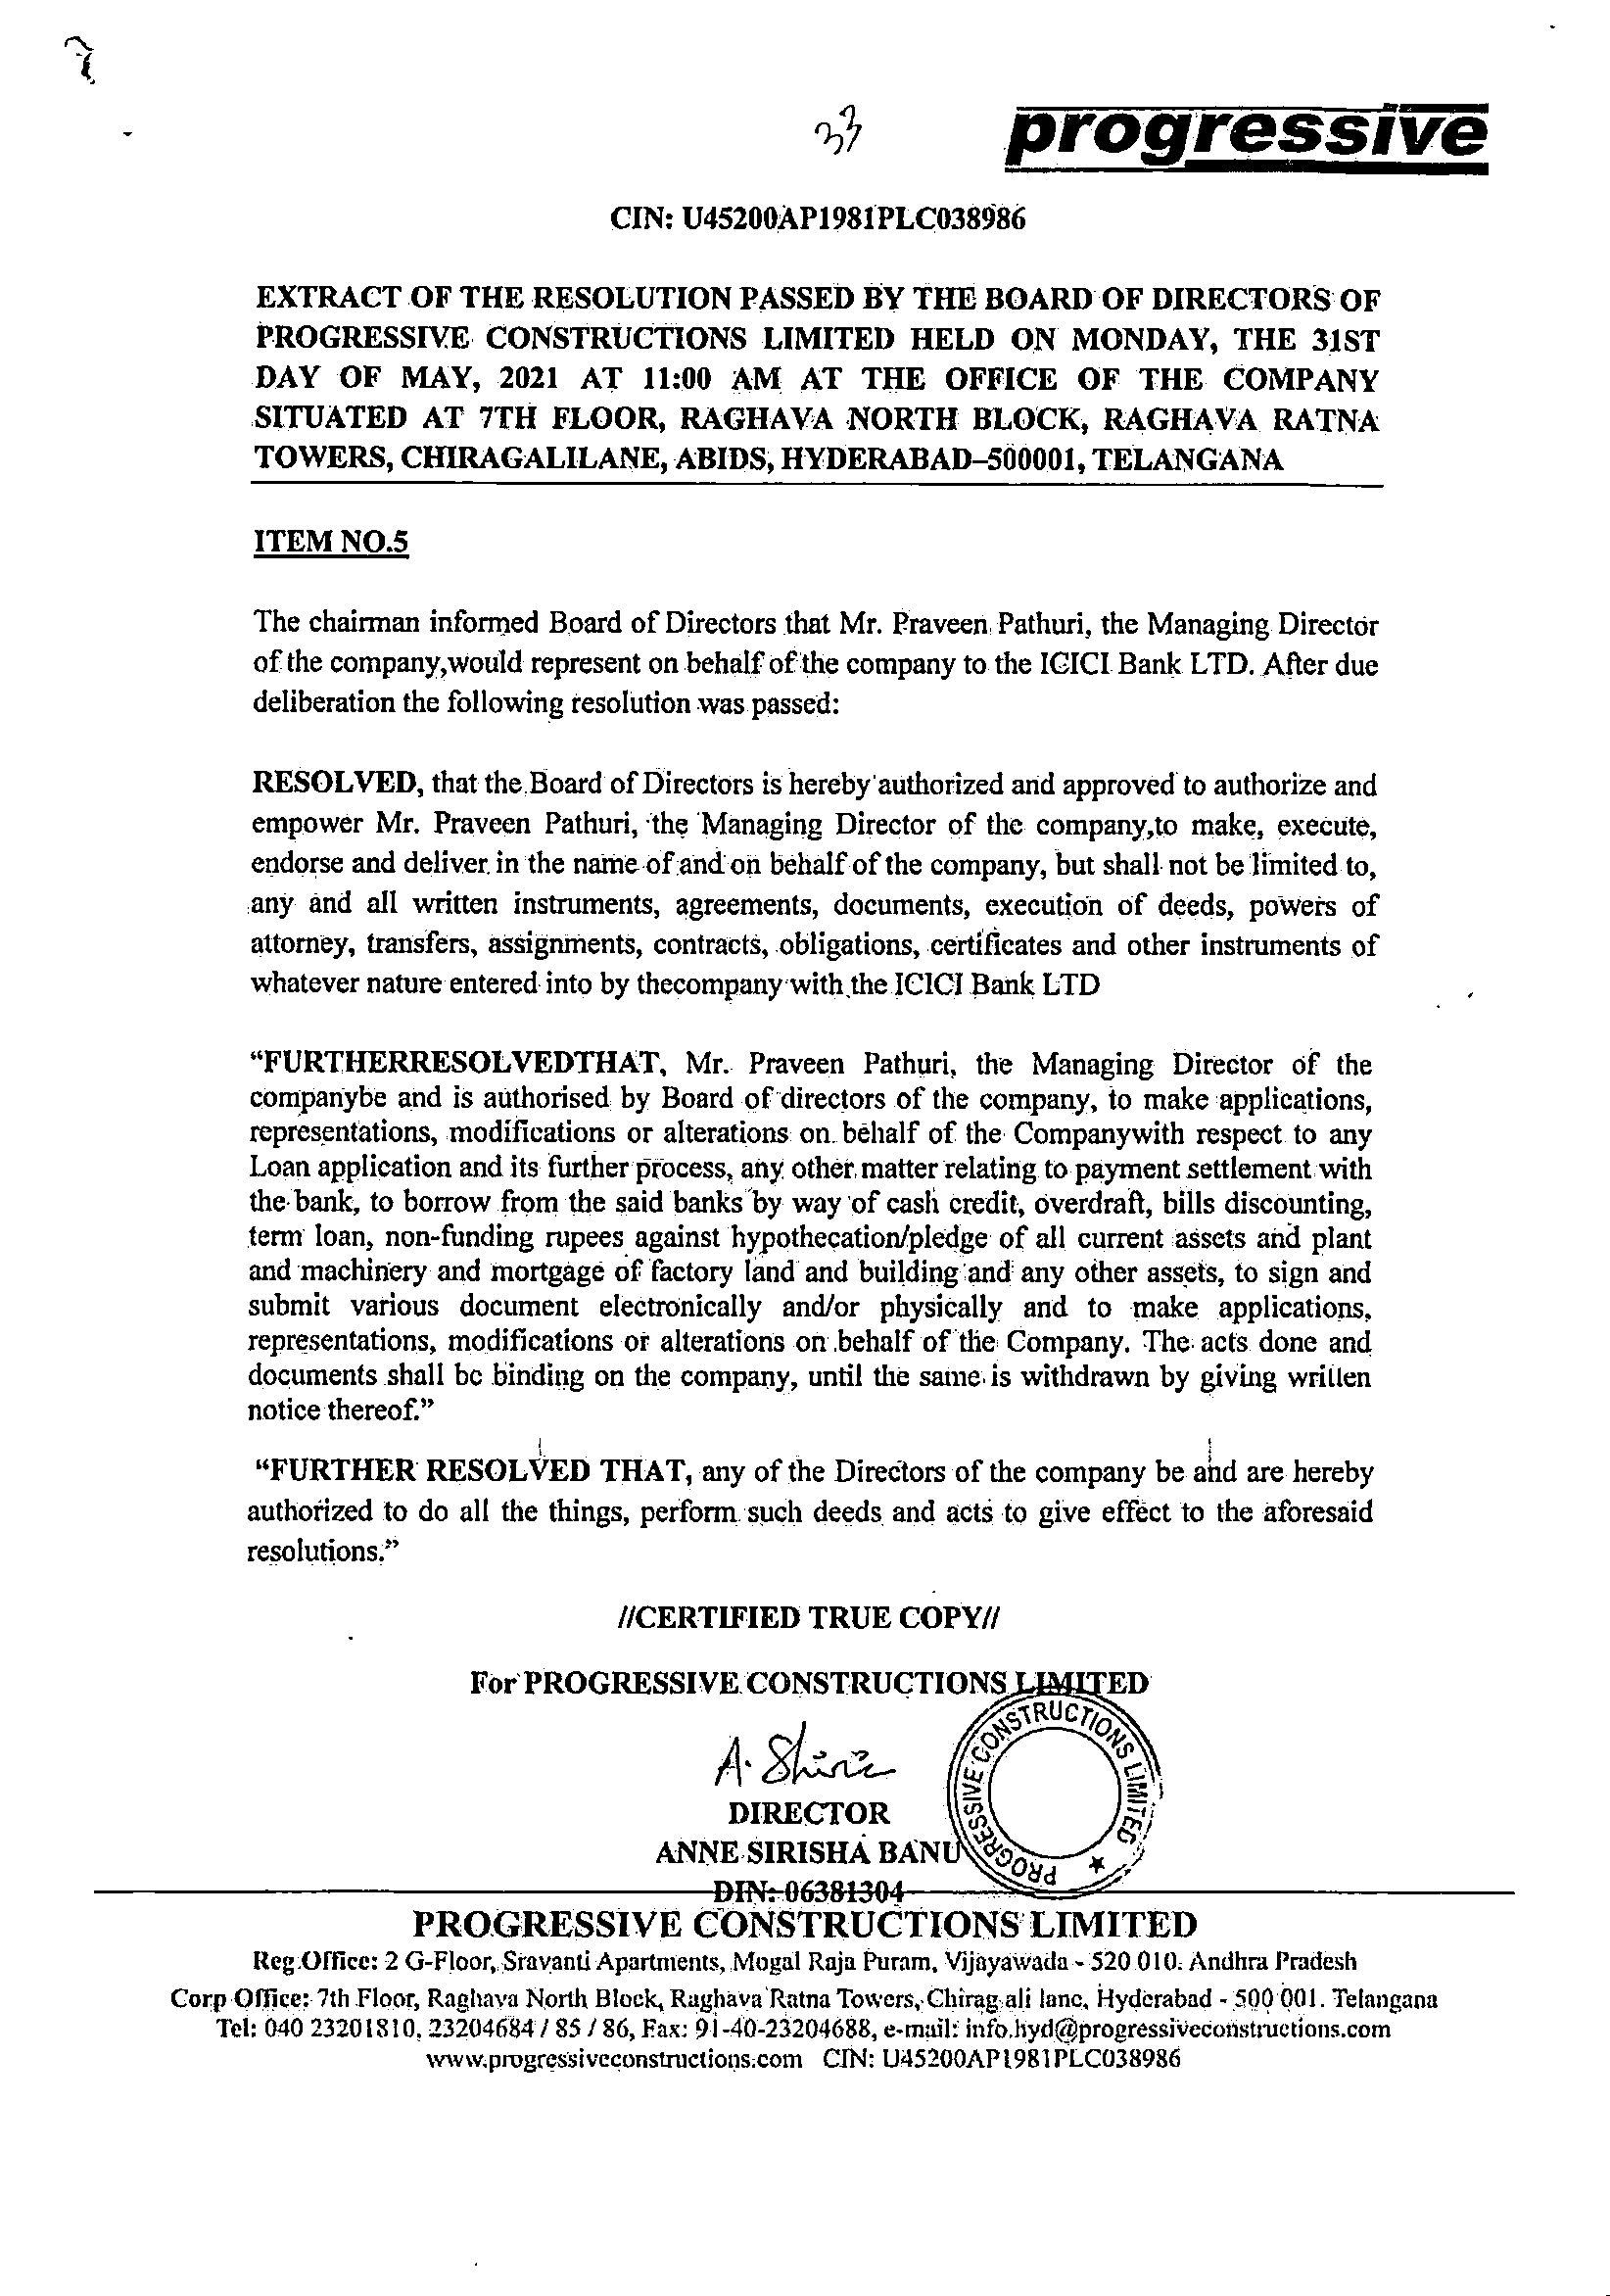 33
progressive
CIN: U45200AP1981PLC038986
EXTRACT OF THE RESOLUTION PASSED BY THE BOARD OF DIRECTORS OF
PROGRESSIVE CONSTRUCTIONS LIMITED HELD ON MONDAY, THE 31ST
DAY OF MAY, 2021 AT 11:00 AM AT THE OFFICE OF THE COMPANY
SITUATED AT 7TH FLOOR, RAGHAVA NORTH BLOCK, RAGHAVA RATNA
TOWERS, CHIRAGALILANE, ABIDS, HYDERABAD–500001, TELANGANA
ITEM NO.5
The chairman informed Board of Directors that Mr. Praveen Pathuri, the Managing Director
of the company,would represent on behalf of the company to the ICICI Bank LTD. After due
deliberation the following resolution was passed:
RESOLVED, that the Board of Directors is hereby authorized and approved to authorize and
empower Mr. Praveen Pathuri, the Managing Director of the company,to make, execute,
endorse and deliver in the name of and on behalf of the company, but shall not be limited to,
any and all written instruments, agreements, documents, execution of deeds, powers of
attorney, transfers, assignments, contracts, obligations, certificates and other instruments of
whatever nature entered into by thecompany with the ICICI Bank LTD
“FURTHERRESOLVEDTHAT, Mr. Praveen Pathuri, the Managing Director of the
companybe and is authorised by Board of directors of the company, to make applications,
representations, modifications or alterations on behalf of the Companywith respect to any
Loan application and its further process, any other matter relating to payment settlement with
the bank, to borrow from the said banks by way of cash credit, overdraft, bills discounting,
term loan, non-funding rupees against hypothecation/pledge of all current assets and plant
and machinery and mortgage of factory land and building and any other assets, to sign and
submit various document electronically and/or physically and to make applications,
representations, modifications or alterations on behalf of the Company. The acts done and
documents shall be binding on the company, until the same is withdrawn by giving written
notice thereof.”
“FURTHER RESOLVED THAT, any of the Directors of the company be and are hereby
authorized to do all the things, perform such deeds and acts to give effect to the aforesaid
resolutions.”
//CERTIFIED TRUE COPY//
For PROGRESSIVE CONSTRUCTIONS LIMITED
PROGRESSIVE CONSTRUCTIONS LIMITED ★
DIRECTOR
ANNE SIRISHA BANU
DIN: 06381304
PROGRESSIVE CONSTRUCTIONS LIMITED
Reg.Office: 2 G-Floor, Sravanti Apartments, Mogal Raja Puram, Vijayawada - 520 010. Andhra Pradesh
Corp Office: 7th Floor, Raghava North Block, Raghava Ratna Towers, Chirag ali lane, Hyderabad - 500 001. Telangana
Tel: 040 23201810, 23204684 / 85 / 86, Fax: 91-40-23204688, e-mail: info.hyd@progressiveconstructions.com
www.progressiveconstructions.com CIN: U45200AP1981PLC038986